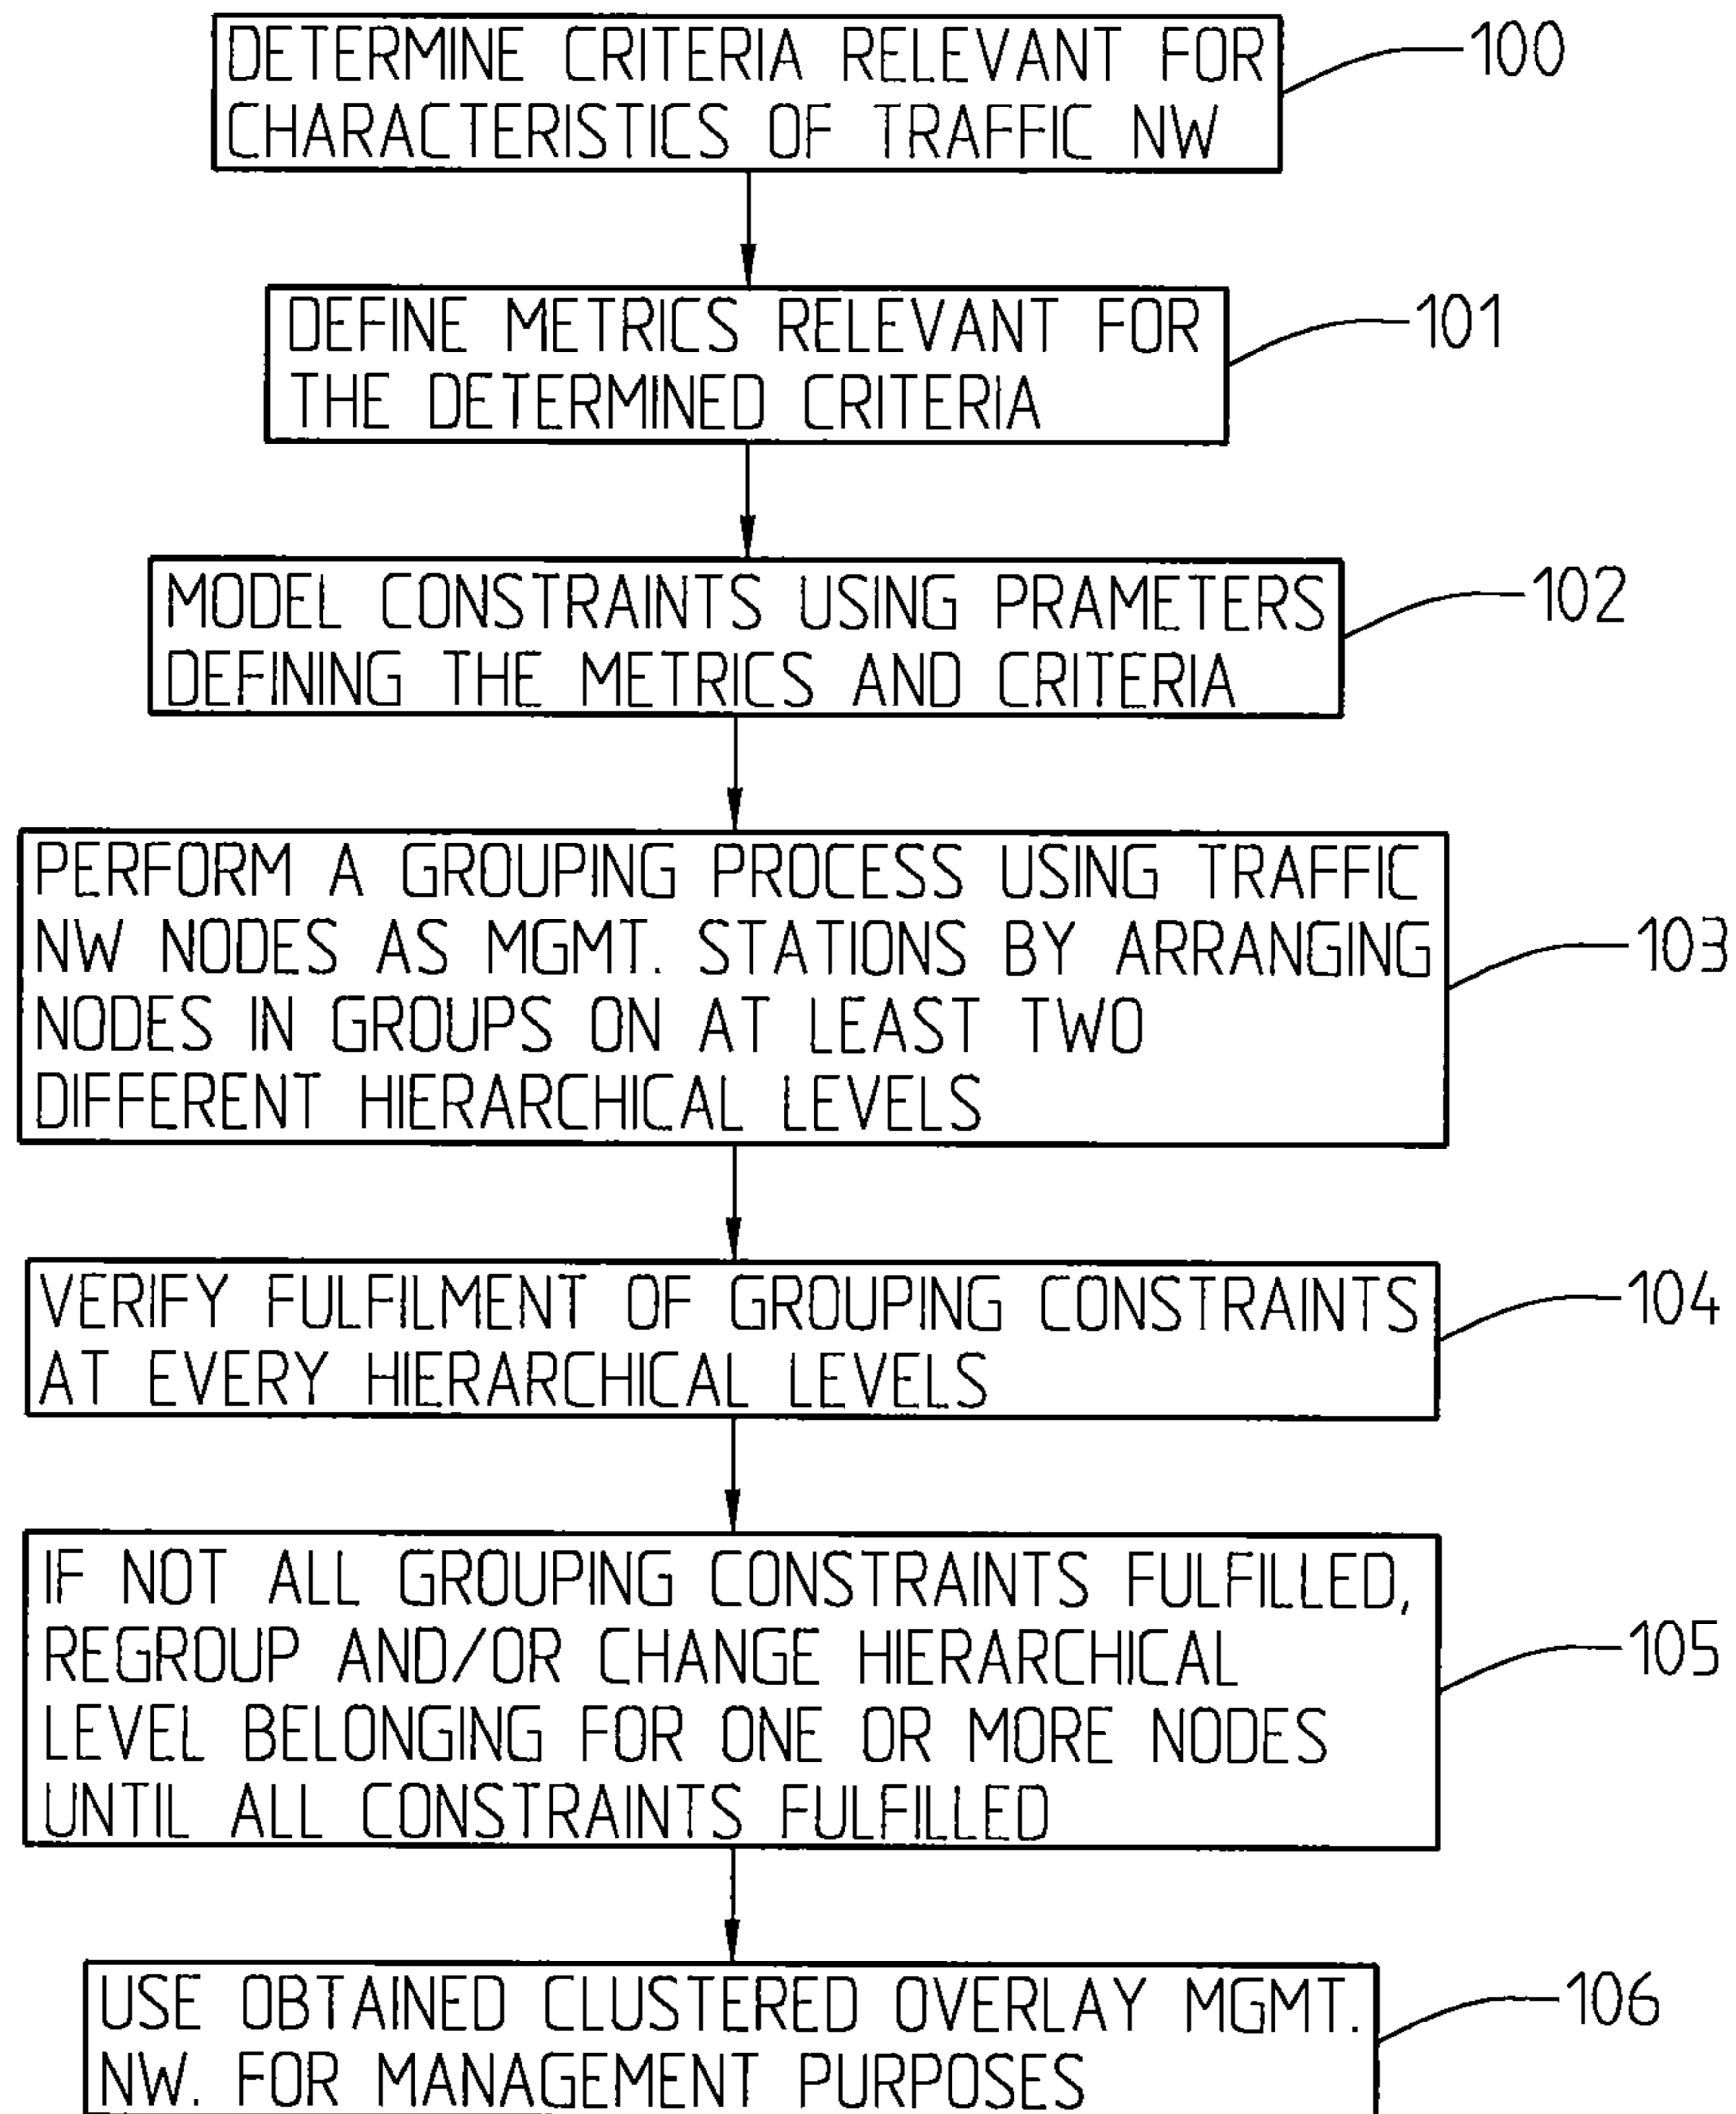 DETERMINE CRITERIA RELEVANT FOR
CHARACTERISTICS OF TRAFFIC NW
100
DEFINE METRICS RELEVANT FOR
THE DETERMINED CRITERIA
101
MODEL CONSTRAINTS USING PRAMETERS
DEFINING THE METRICS AND CRITERIA
102
PERFORM A GROUPING PROCESS USING TRAFFIC
NW NODES AS MGMT. STATIONS BY ARRANGING
NODES IN GROUPS ON AT LEAST TWO
DIFFERENT HIERARCHICAL LEVELS
103
VERIFY FULFILMENT OF GROUPING CONSTRAINTS
AT EVERY HIERARCHICAL LEVELS
104
IF NOT ALL GROUPING CONSTRAINTS FULFILLED,
REGROUP AND/OR CHANGE HIERARCHICAL
LEVEL BELONGING FOR ONE OR MORE NODES
UNTIL ALL CONSTRAINTS FULFILLED
105
USE OBTAINED CLUSTERED OVERLAY MGMT.
NW. FOR MANAGEMENT PURPOSES
106